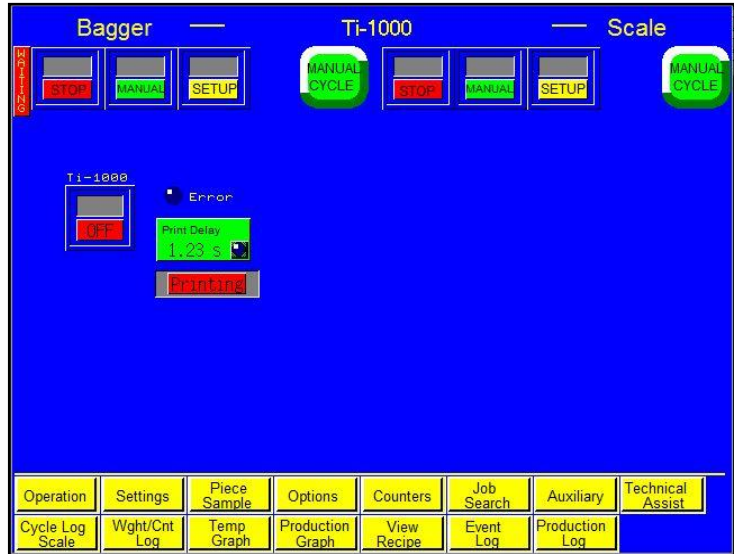 Bagger — Ti-1000 — Scale
WAITING
STOP MANUAL SETUP MANUAL CYCLE STOP MANUAL SETUP MANUAL CYCLE
Ti-1000
OFF
Error
Print Delay
1.23 s
Printing
Operation Settings Piece Sample Options Counters Job Search Auxiliary Technical Assist
Cycle Log Scale Wght/Cnt Log Temp Graph Production Graph View Recipe Event Log Production Log